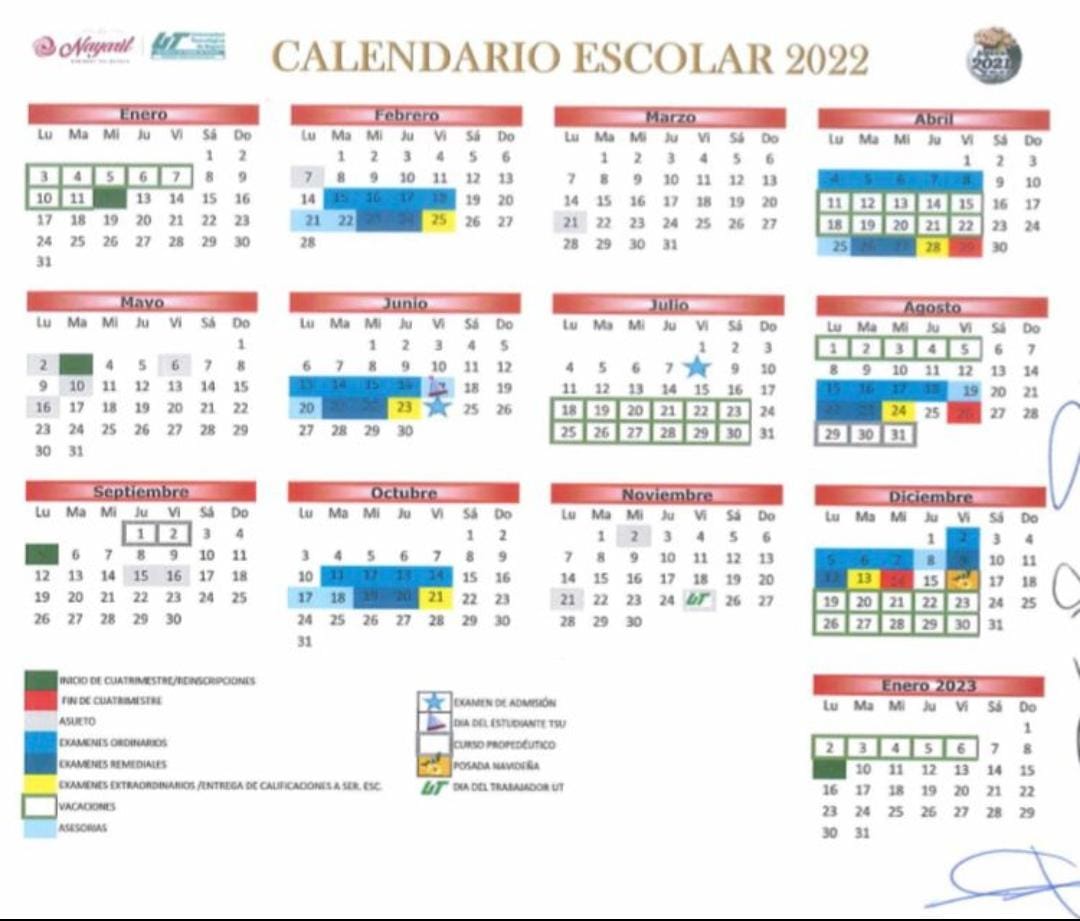 Nayarit
UT
Universidad
Tecnológica
CALENDARIO ESCOLAR 2022
2021
Enero
Lu Ma Mi Ju Vi Sá Do
1 2
3 4 5 6 7 8 9
10 11 13 14 15 16
17 18 19 20 21 22 23
24 25 26 27 28 29 30
31
Febrero
Lu Ma Mi Ju Vi Sá Do
1 2 3 4 5 6
7 8 9 10 11 12 13
14 15 16 17 18 19 20
21 22 23 24 25 26 27
28
Marzo
Lu Ma Mi Ju Vi Sá Do
1 2 3 4 5 6
7 8 9 10 11 12 13
14 15 16 17 18 19 20
21 22 23 24 25 26 27
28 29 30 31
Abril
Lu Ma Mi Ju Vi Sá Do
1 2 3
4 5 6 7 8 9 10
11 12 13 14 15 16 17
18 19 20 21 22 23 24
25 26 27 28 29 30
Mayo
Lu Ma Mi Ju Vi Sá Do
1
2 4 5 6 7 8
9 10 11 12 13 14 15
16 17 18 19 20 21 22
23 24 25 26 27 28 29
30 31
Junio
Lu Ma Mi Ju Vi Sá Do
1 2 3 4 5
6 7 8 9 10 11 12
13 14 15 16 18 19
20 23 25 26
27 28 29 30
Julio
Lu Ma Mi Ju Vi Sá Do
1 2 3
4 5 6 7 9 10
11 12 13 14 15 16 17
18 19 20 21 22 23 24
25 26 27 28 29 30 31
Agosto
Lu Ma Mi Ju Vi Sá Do
1 2 3 4 5 6 7
8 9 10 11 12 13 14
15 16 17 18 19 20 21
22 23 24 25 26 27 28
29 30 31
Septiembre
Lu Ma Mi Ju Vi Sá Do
1 2 3 4
6 7 8 9 10 11
12 13 14 15 16 17 18
19 20 21 22 23 24 25
26 27 28 29 30
Octubre
Lu Ma Mi Ju Vi Sá Do
1 2
3 4 5 6 7 8 9
10 11 12 13 14 15 16
17 18 19 20 21 22 23
24 25 26 27 28 29 30
31
Noviembre
Lu Ma Mi Ju Vi Sá Do
1 2 3 4 5 6
7 8 9 10 11 12 13
14 15 16 17 18 19 20
21 22 23 24 UT 26 27
28 29 30
Diciembre
Lu Ma Mi Ju Vi Sá Do
1 2 3 4
5 6 7 8 9 10 11
12 13 14 15 17 18
19 20 21 22 23 24 25
26 27 28 29 30 31
Enero 2023
Lu Ma Mi Ju Vi Sá Do
1
2 3 4 5 6 7 8
10 11 12 13 14 15
16 17 18 19 20 21 22
23 24 25 26 27 28 29
30 31
INICIO DE CUATRIMESTRE/REINSCRIPCIONES
FIN DE CUATRIMESTRE
ASUETO
EXAMENES ORDINARIOS
EXAMENES REMEDIALES
EXAMENES EXTRAORDINARIOS /ENTREGA DE CALIFICACIONES A SER. ESC.
VACACIONES
ASESORIAS
EXAMEN DE ADMISIÓN
DIA DEL ESTUDIANTE TSU
CURSO PROPEDÉUTICO
POSADA NAVIDEÑA
UT DIA DEL TRABAJADOR UT